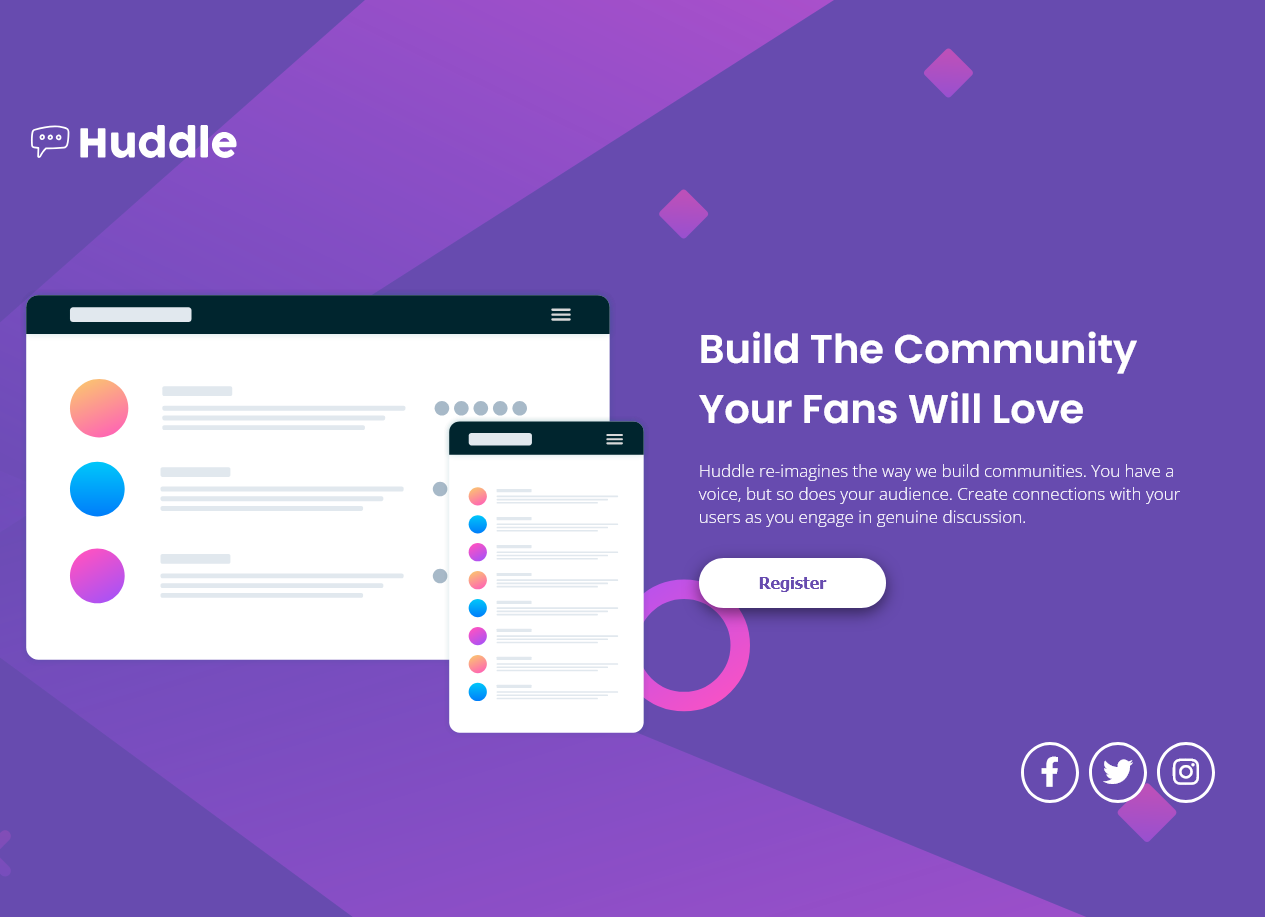 Huddle
Build The Community
Your Fans Will Love
Huddle re-imagines the way we build communities. You have a
voice, but so does your audience. Create connections with your
users as you engage in genuine discussion.
Register